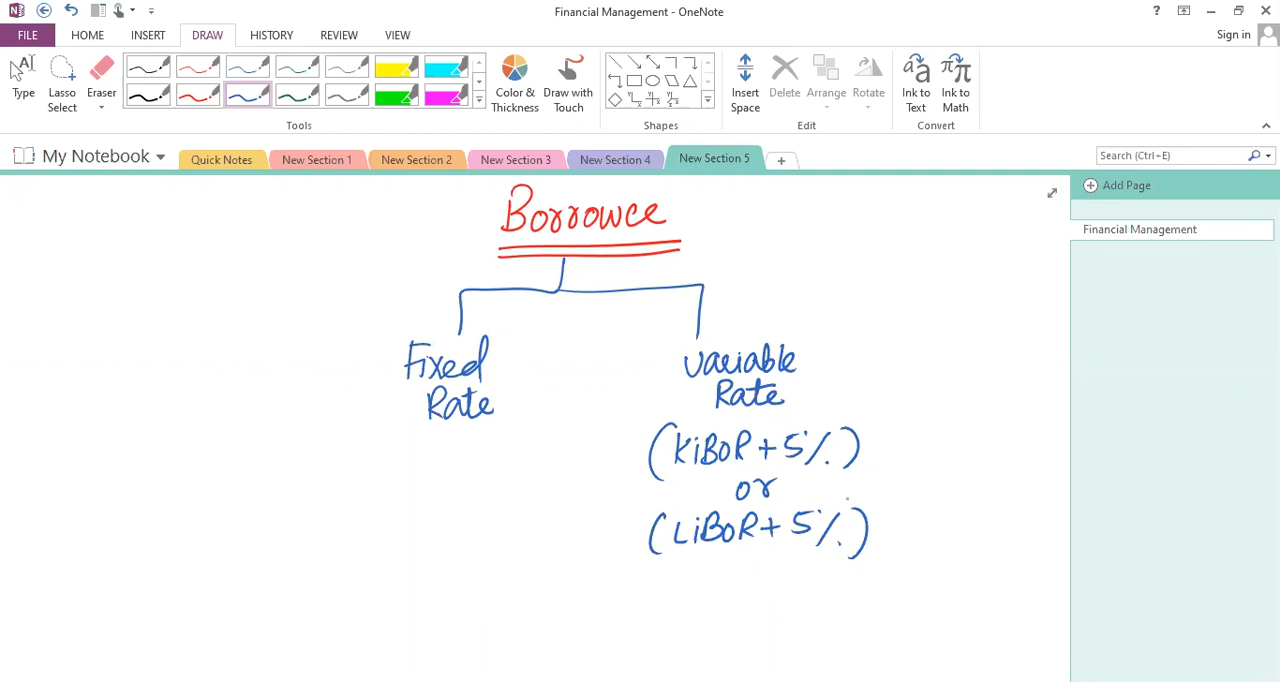 Financial Management - OneNote
?
FILE HOME INSERT DRAW HISTORY REVIEW VIEW
Sign in
Type
Lasso
Select
Eraser
Color &
Thickness
Draw with
Touch
Insert
Space
Delete
Arrange
Rotate
Ink to
Text
Ink to
Math
Tools
Shapes
Edit
Convert
My Notebook
Quick Notes
New Section 1
New Section 2
New Section 3
New Section 4
New Section 5
Search (Ctrl+E)
Add Page
Financial Management
Borrowce
Fixed
Rate
variable
Rate
(KiBoR + 5%)
or
(LiBoR + 5%)